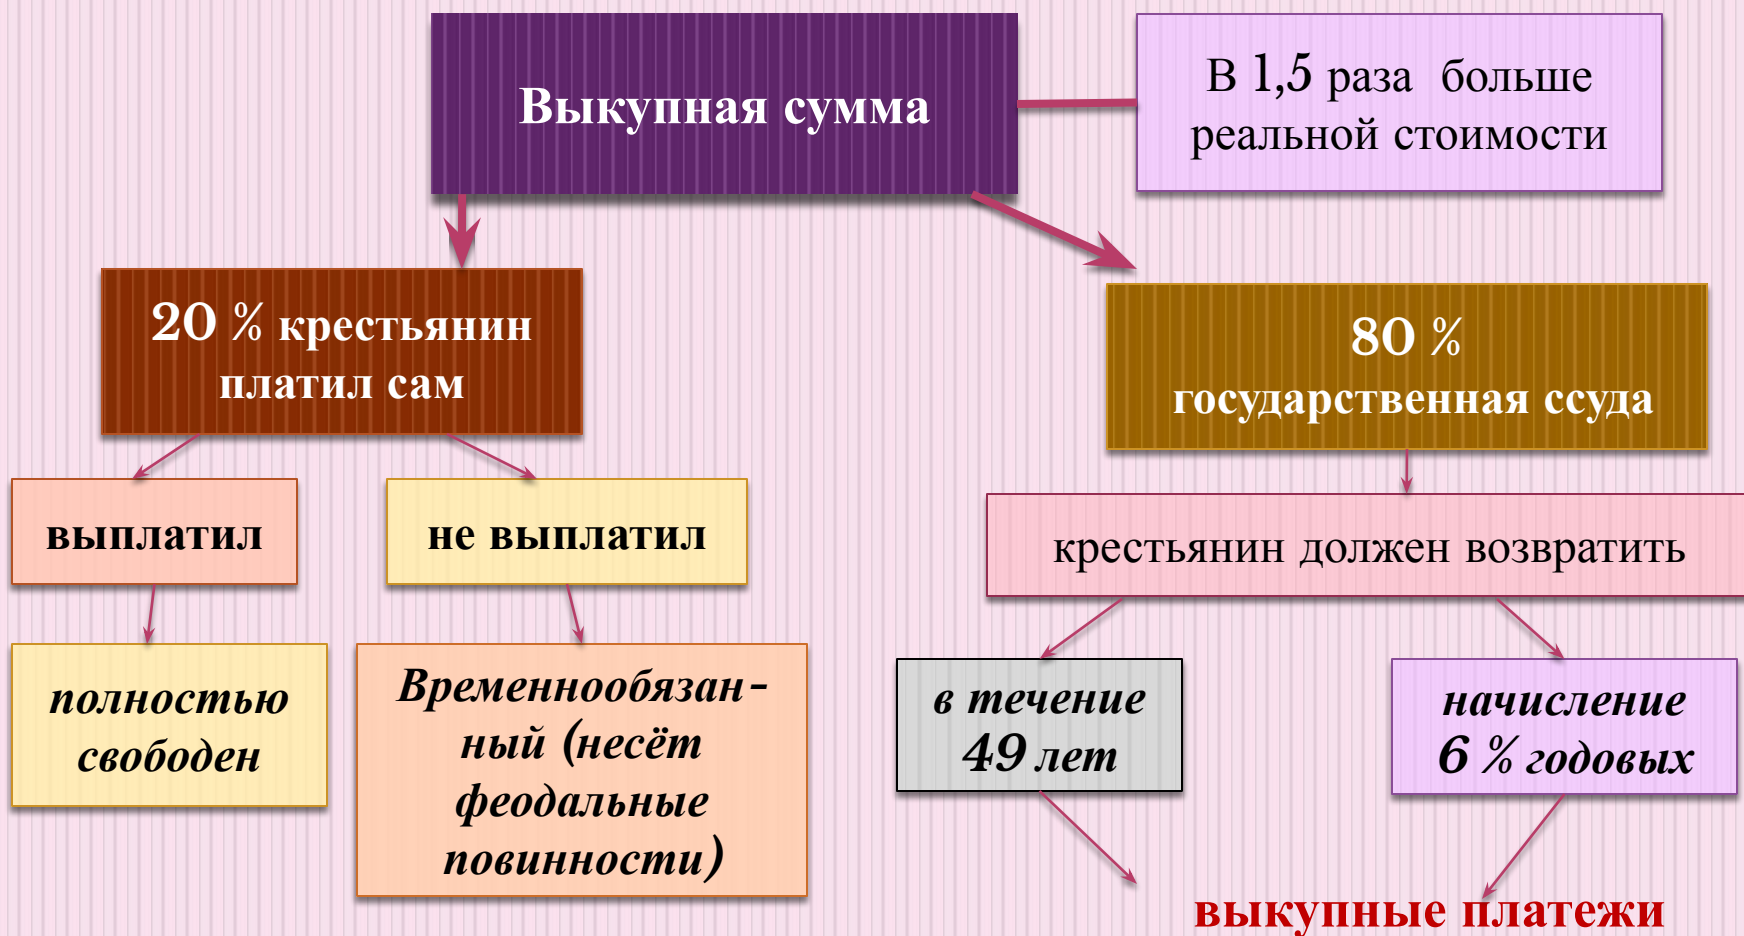 Выкупная сумма
В 1,5 раза больше
реальной стоимости
20 % крестьянин
платил сам
80 %
государственная ссуда
выплатил
не выплатил
крестьянин должен возвратить
полностью
свободен
Временнообязан-
ный (несёт
феодальные
повинности)
в течение
49 лет
начисление
6 % годовых
выкупные платежи